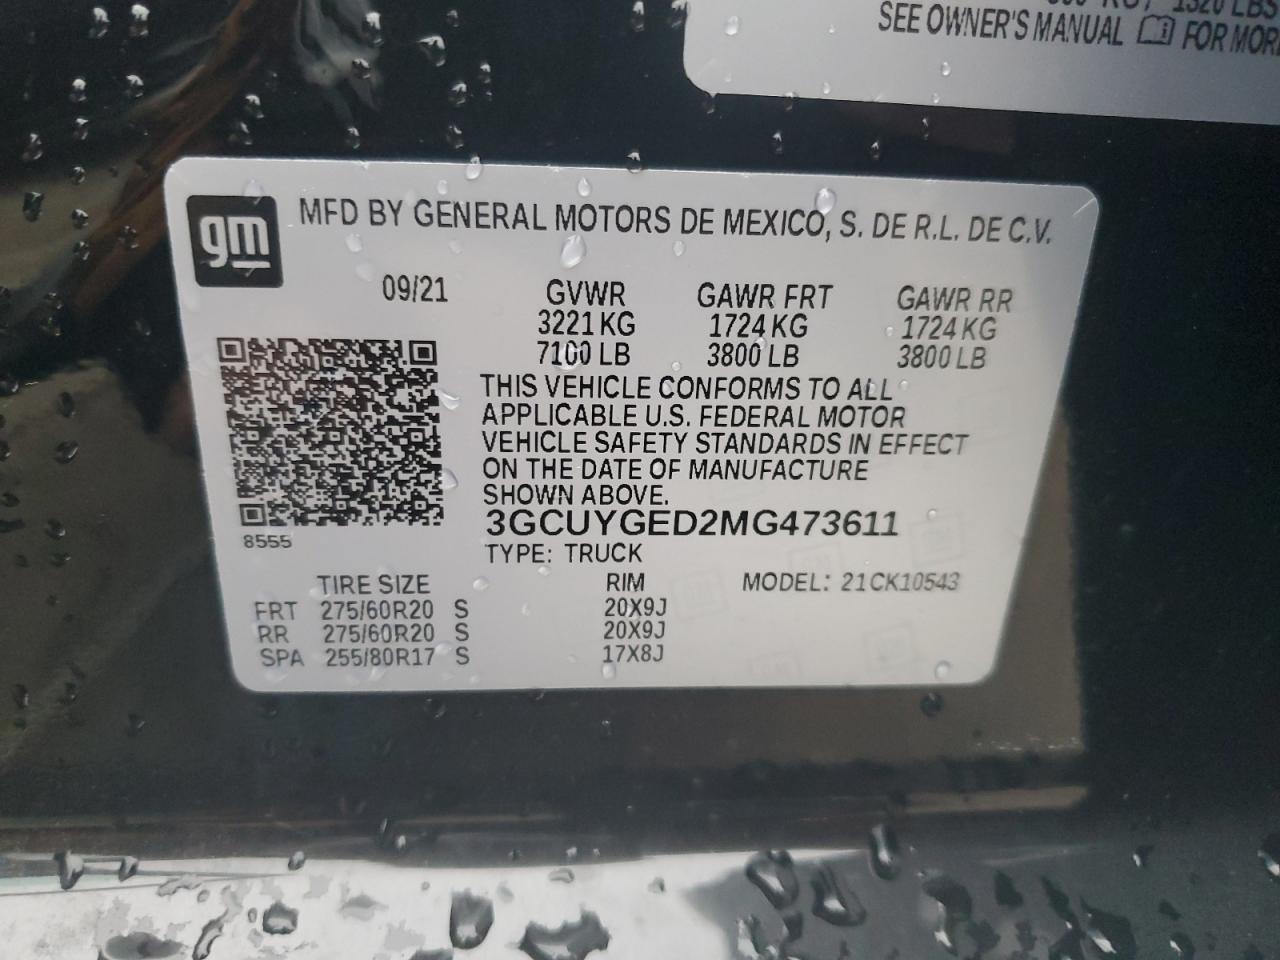 1320 LBS
SEE OWNER'S MANUAL FOR MORE
gm
MFD BY GENERAL MOTORS DE MEXICO, S. DE R.L. DE C.V.
09/21 GVWR GAWR FRT GAWR RR
3221 KG 1724 KG 1724 KG
7100 LB 3800 LB 3800 LB
THIS VEHICLE CONFORMS TO ALL
APPLICABLE U.S. FEDERAL MOTOR
VEHICLE SAFETY STANDARDS IN EFFECT
ON THE DATE OF MANUFACTURE
SHOWN ABOVE.
3GCUYGED2MG473611
8555
TYPE: TRUCK
TIRE SIZE RIM MODEL: 21CK10543
FRT 275/60R20 S 20X9J
RR 275/60R20 S 20X9J
SPA 255/80R17 S 17X8J